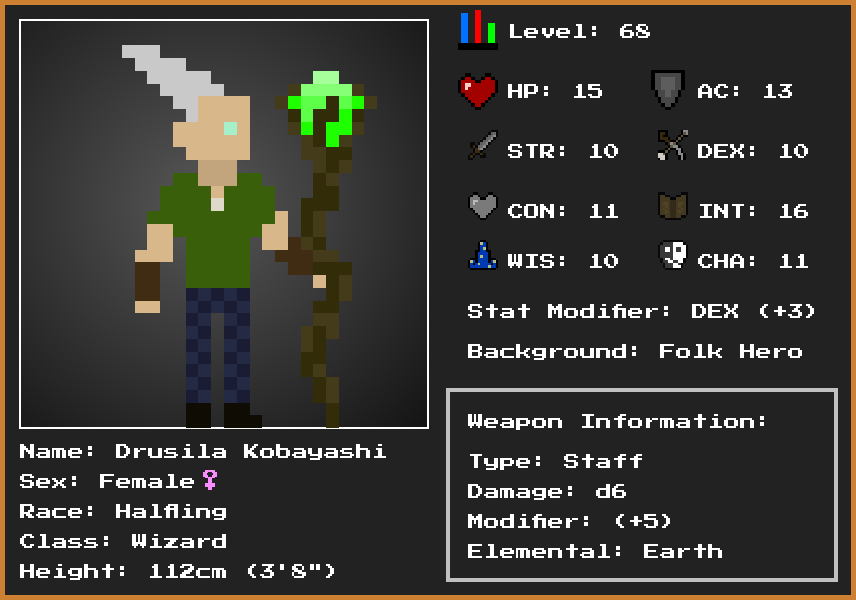 Level: 68
HP: 15
AC: 13
STR: 10
DEX: 10
CON: 11
INT: 16
WIS: 10
CHA: 11
Stat Modifier: DEX (+3)
Background: Folk Hero
Weapon Information:
Type: Staff
Damage: d6
Modifier: (+5)
Elemental: Earth
Name: Drusila Kobayashi
Sex: Female♀
Race: Halfling
Class: Wizard
Height: 112cm (3'8")